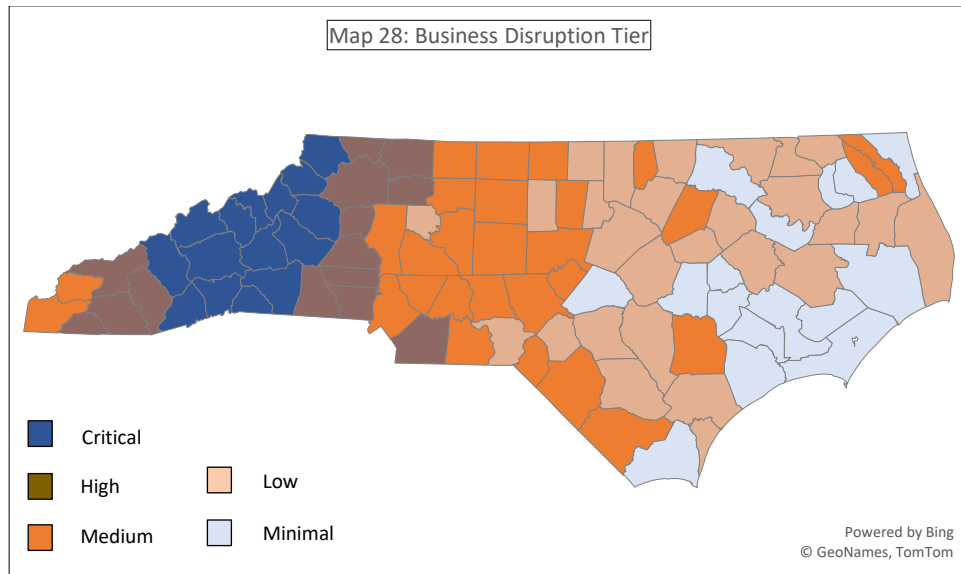 Map 28: Business Disruption Tier
Critical
High
Low
Medium
Minimal
Powered by Bing
© GeoNames, TomTom